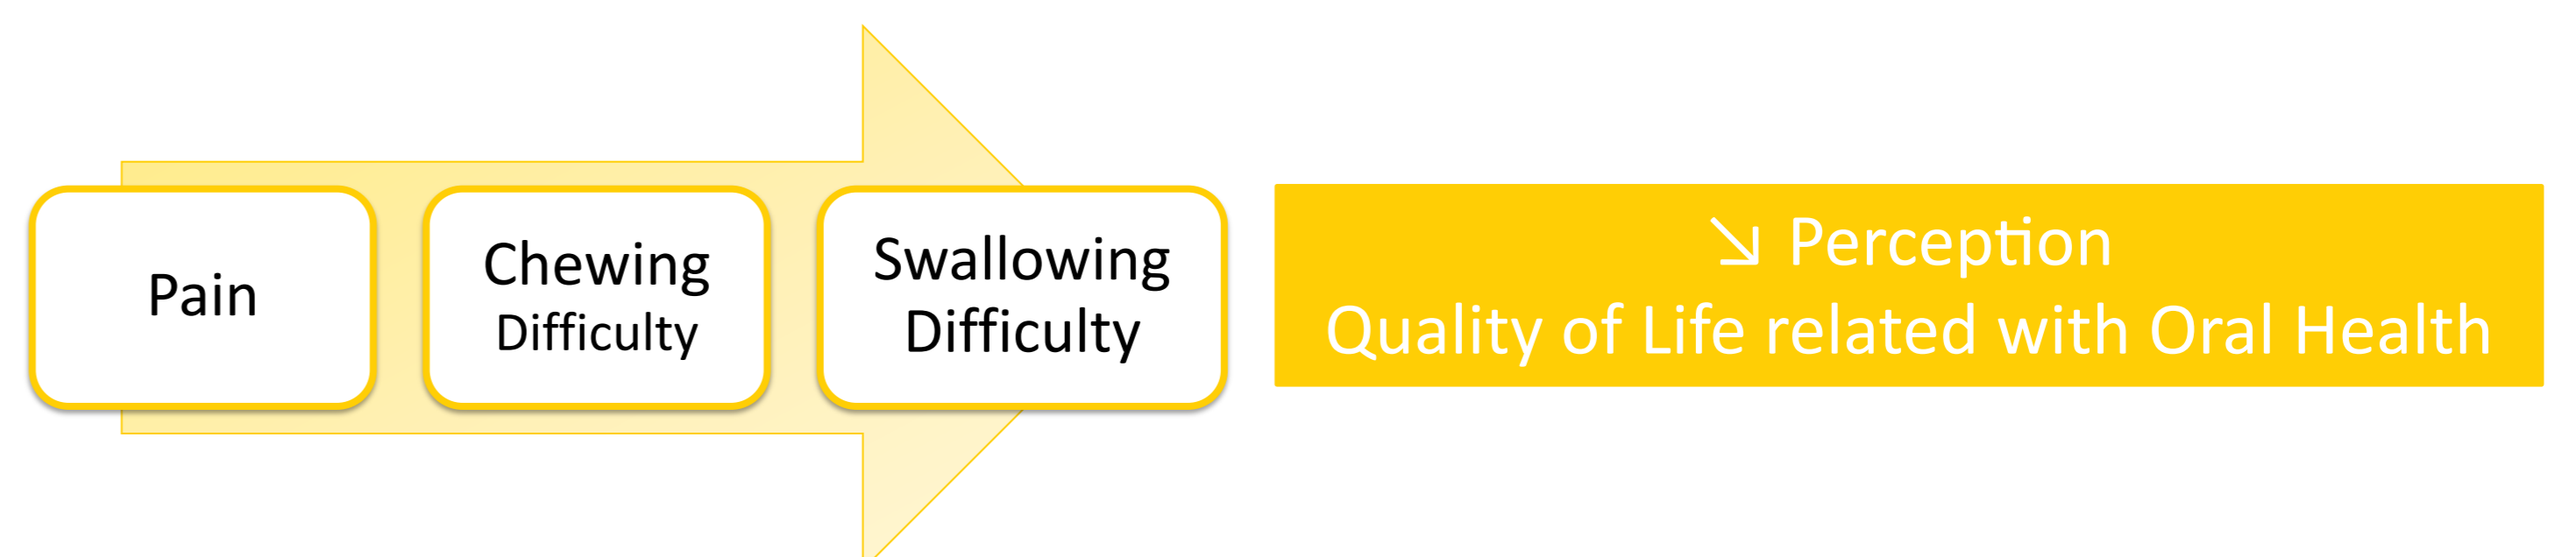 Pain
Chewing
Difficulty
Swallowing
Difficulty
↘ Perception
Quality of Life related with Oral Health